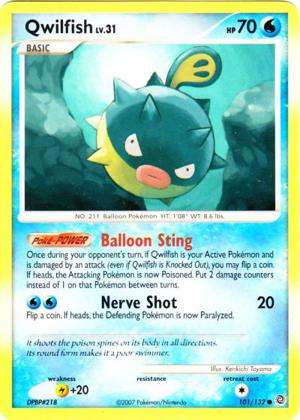 Qwilfish LV.31 HP 70
BASIC
NO. 211 Balloon Pokémon. HT: 1'08" WT: 8.6 lbs.
Poké-POWER Balloon Sting
Once during your opponent's turn, if Qwilfish is your Active Pokémon and is
damaged by an attack (even if Qwilfish is Knocked Out), you may flip a coin.
If heads, the Attacking Pokémon is now Poisoned. Put 2 damage counters
instead of 1 on that Pokémon between turns.
Nerve Shot 20
Flip a coin. If heads, the Defending Pokémon is now Paralyzed.
It shoots the poison spines on its body in all directions.
Its round form makes it a poor swimmer.
Illus. Kenkichi Toyama
weakness resistance retreat cost
+20
DPBP#218 ©2007 Pokémon/Nintendo 101/132